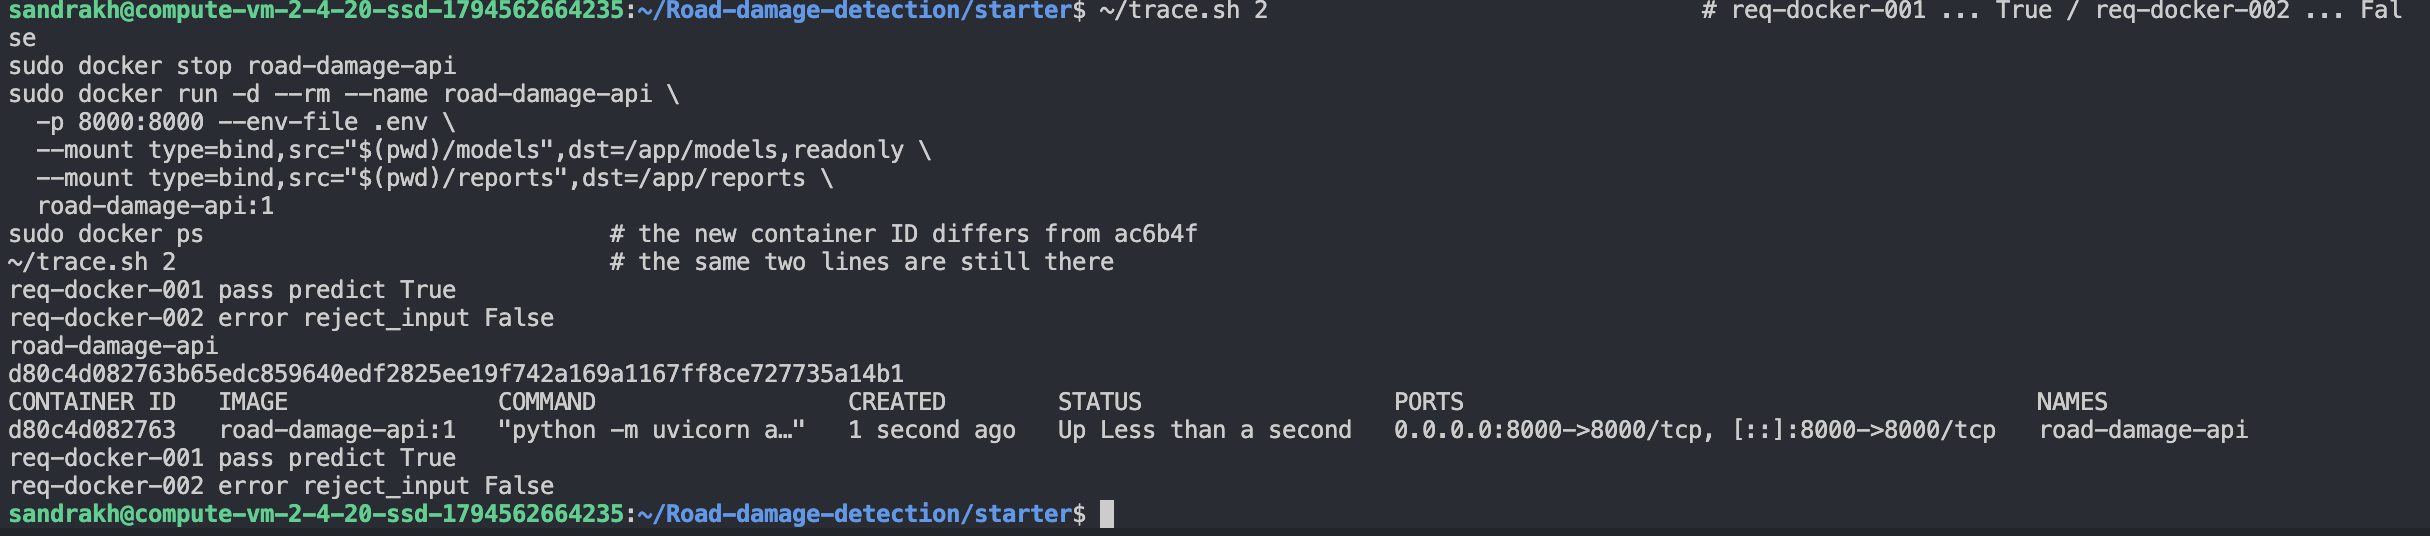 sandrakh@compute-vm-2-4-20-ssd-1794562664235:~/Road-damage-detection/starter$ ~/trace.sh 2                               # req-docker-001 ... True / req-docker-002 ... Fal
se
sudo docker stop road-damage-api
sudo docker run -d --rm --name road-damage-api \
  -p 8000:8000 --env-file .env \
  --mount type=bind,src="$(pwd)/models",dst=/app/models,readonly \
  --mount type=bind,src="$(pwd)/reports",dst=/app/reports \
  road-damage-api:1
sudo docker ps                             # the new container ID differs from ac6b4f
~/trace.sh 2                               # the same two lines are still there
req-docker-001 pass predict True
req-docker-002 error reject_input False
road-damage-api
d80c4d082763b65edc859640edf2825ee19f742a169a1167ff8ce727735a14b1
CONTAINER ID   IMAGE               COMMAND                  CREATED        STATUS                  PORTS                                         NAMES
d80c4d082763   road-damage-api:1   "python -m uvicorn a…"   1 second ago   Up Less than a second   0.0.0.0:8000->8000/tcp, [::]:8000->8000/tcp   road-damage-api
req-docker-001 pass predict True
req-docker-002 error reject_input False
sandrakh@compute-vm-2-4-20-ssd-1794562664235:~/Road-damage-detection/starter$